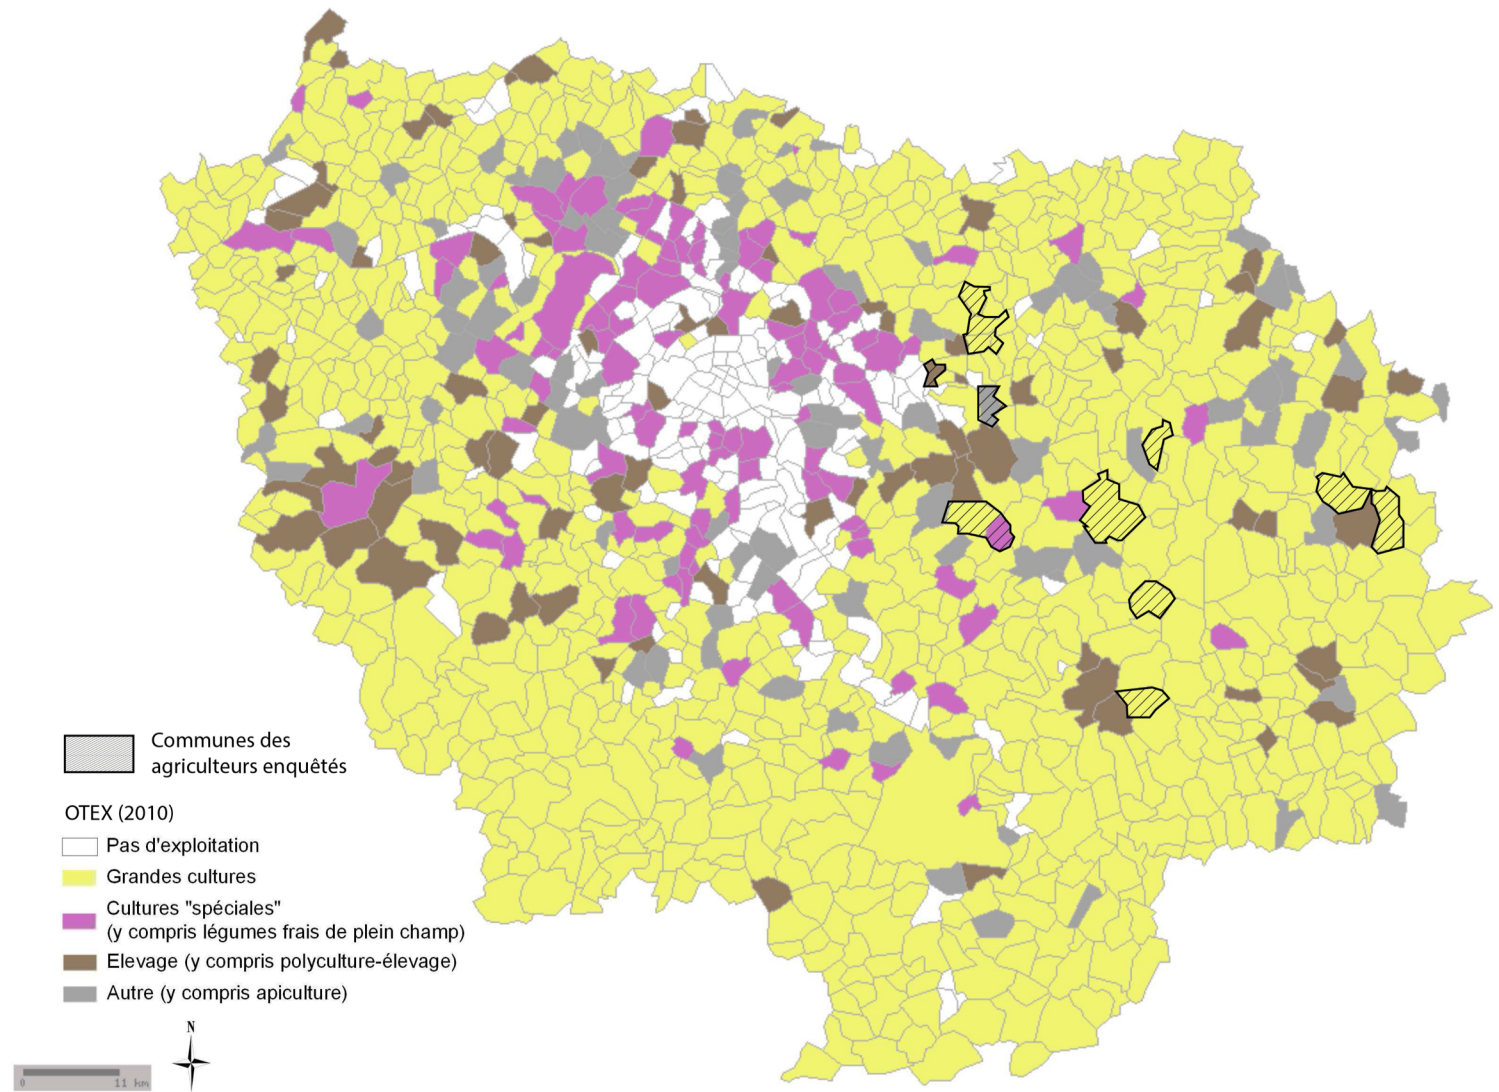 Communes des
agriculteurs enquêtés
OTEX (2010)
Pas d'exploitation
Grandes cultures
Cultures "spéciales"
(y compris légumes frais de plein champ)
Elevage (y compris polyculture-élevage)
Autre (y compris apiculture)
N
0 11 km